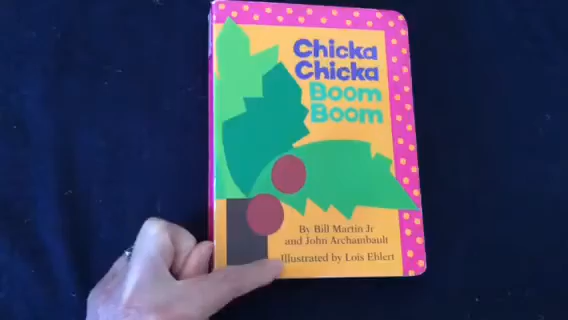 Chicka
Chicka
Boom
Boom
By Bill Martin Jr
and John Archambault
Illustrated by Lois Ehlert